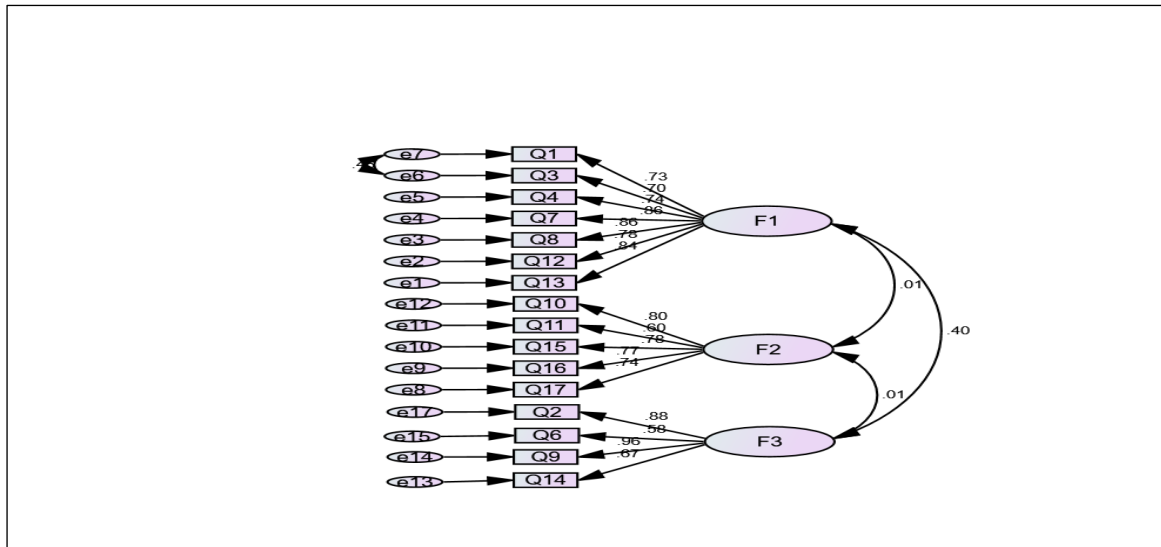 e7 Q1
.73
e6 Q3
.70
e5 Q4
.74
e4 Q7
.86
F1
e3 Q8
.86
.78
e2 Q12
.84
e1 Q13
.01
e12 Q10
.80
e11 Q11
.60
.40
.78
e10 Q15
.77
F2
e9 Q16
.74
e8 Q17
.01
e17 Q2
.88
e15 Q6
.58
.96
F3
e14 Q9
.67
e13 Q14